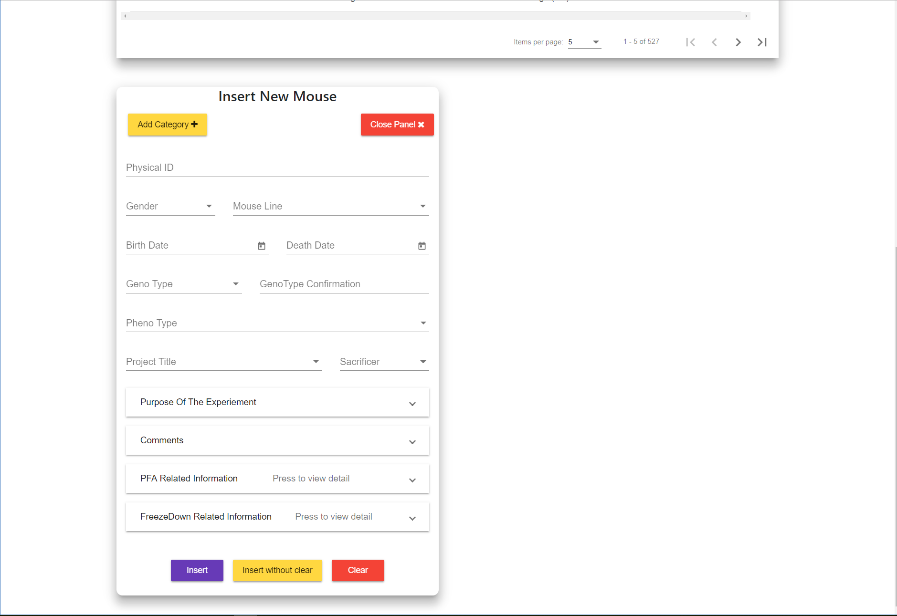 Items per page: 5 1 - 5 of 527
Insert New Mouse
Add Category
Close Panel
Physical ID
Gender Mouse Line
Birth Date Death Date
Geno Type GenoType Confirmation
Pheno Type
Project Title Sacrificer
Purpose Of The Experiement
Comments
PFA Related Information Press to view detail
FreezeDown Related Information Press to view detail
Insert Insert without clear Clear